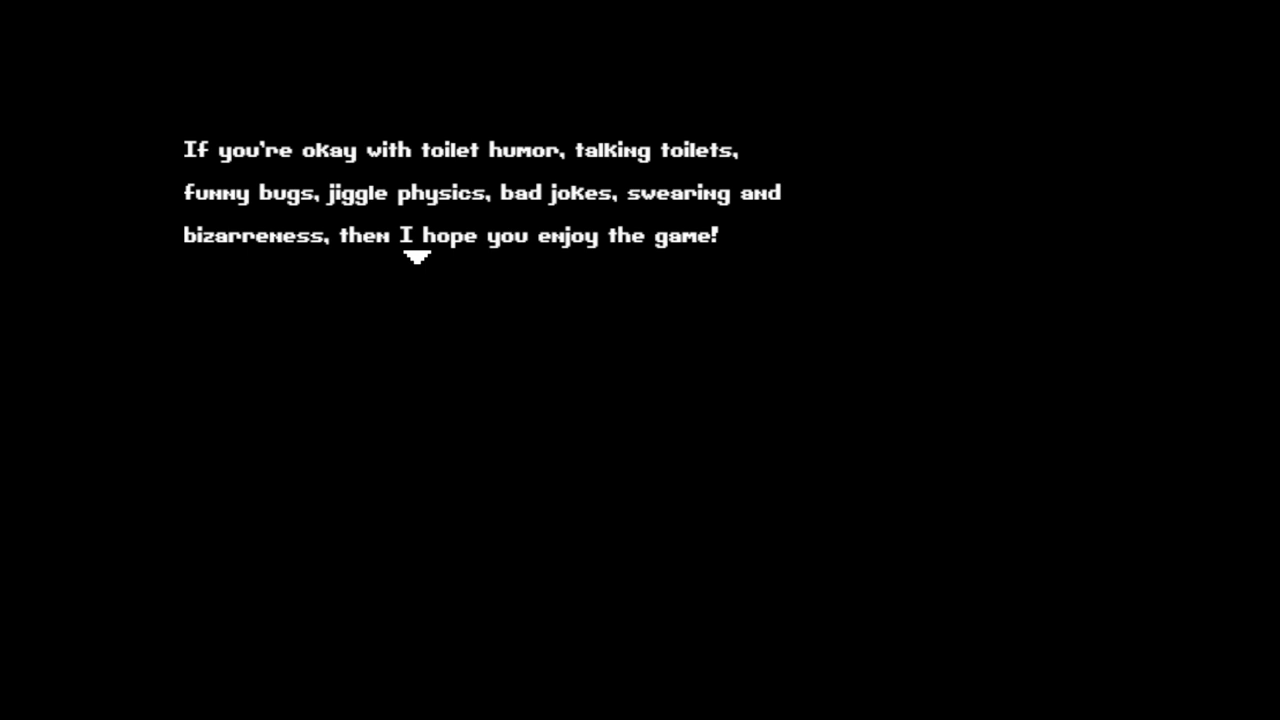 If you're okay with toilet humor, talking toilets,
funny bugs, jiggle physics, bad jokes, swearing and
bizarreness, then I hope you enjoy the game!